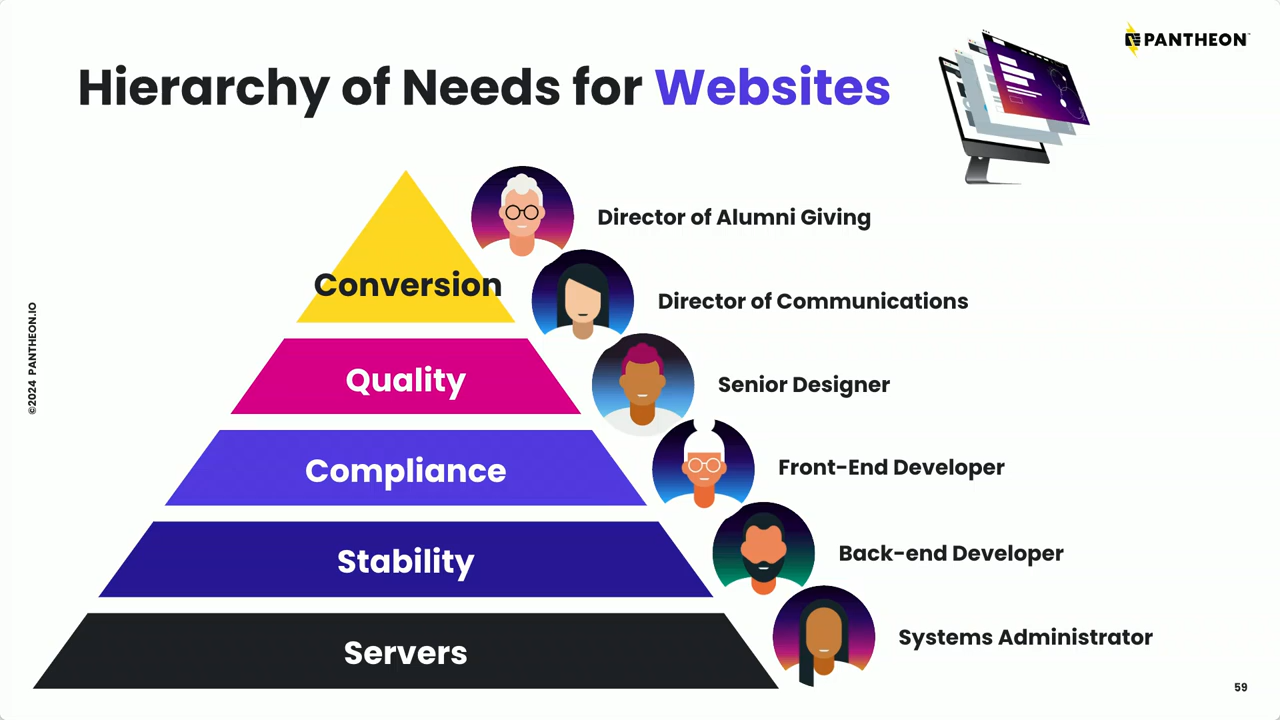 PANTHEON
Hierarchy of Needs for Websites
Director of Alumni Giving
Conversion
Director of Communications
Quality
Senior Designer
Compliance
Front-End Developer
Stability
Back-end Developer
Servers
Systems Administrator
©2024 PANTHEON.IO
59